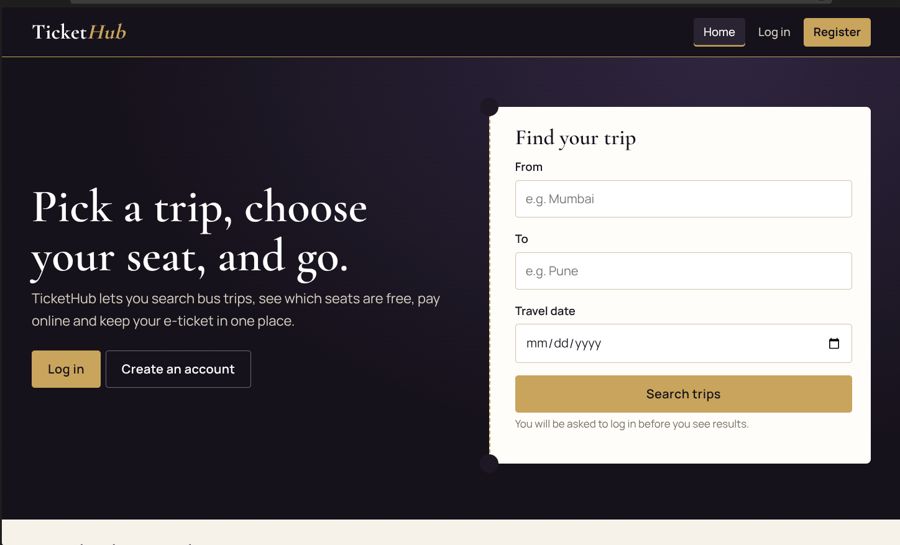 TicketHub
Home
Log in
Register
Pick a trip, choose
your seat, and go.
TicketHub lets you search bus trips, see which seats are free, pay
online and keep your e-ticket in one place.
Log in
Create an account
Find your trip
From
e.g. Mumbai
To
e.g. Pune
Travel date
mm/dd/yyyy
Search trips
You will be asked to log in before you see results.